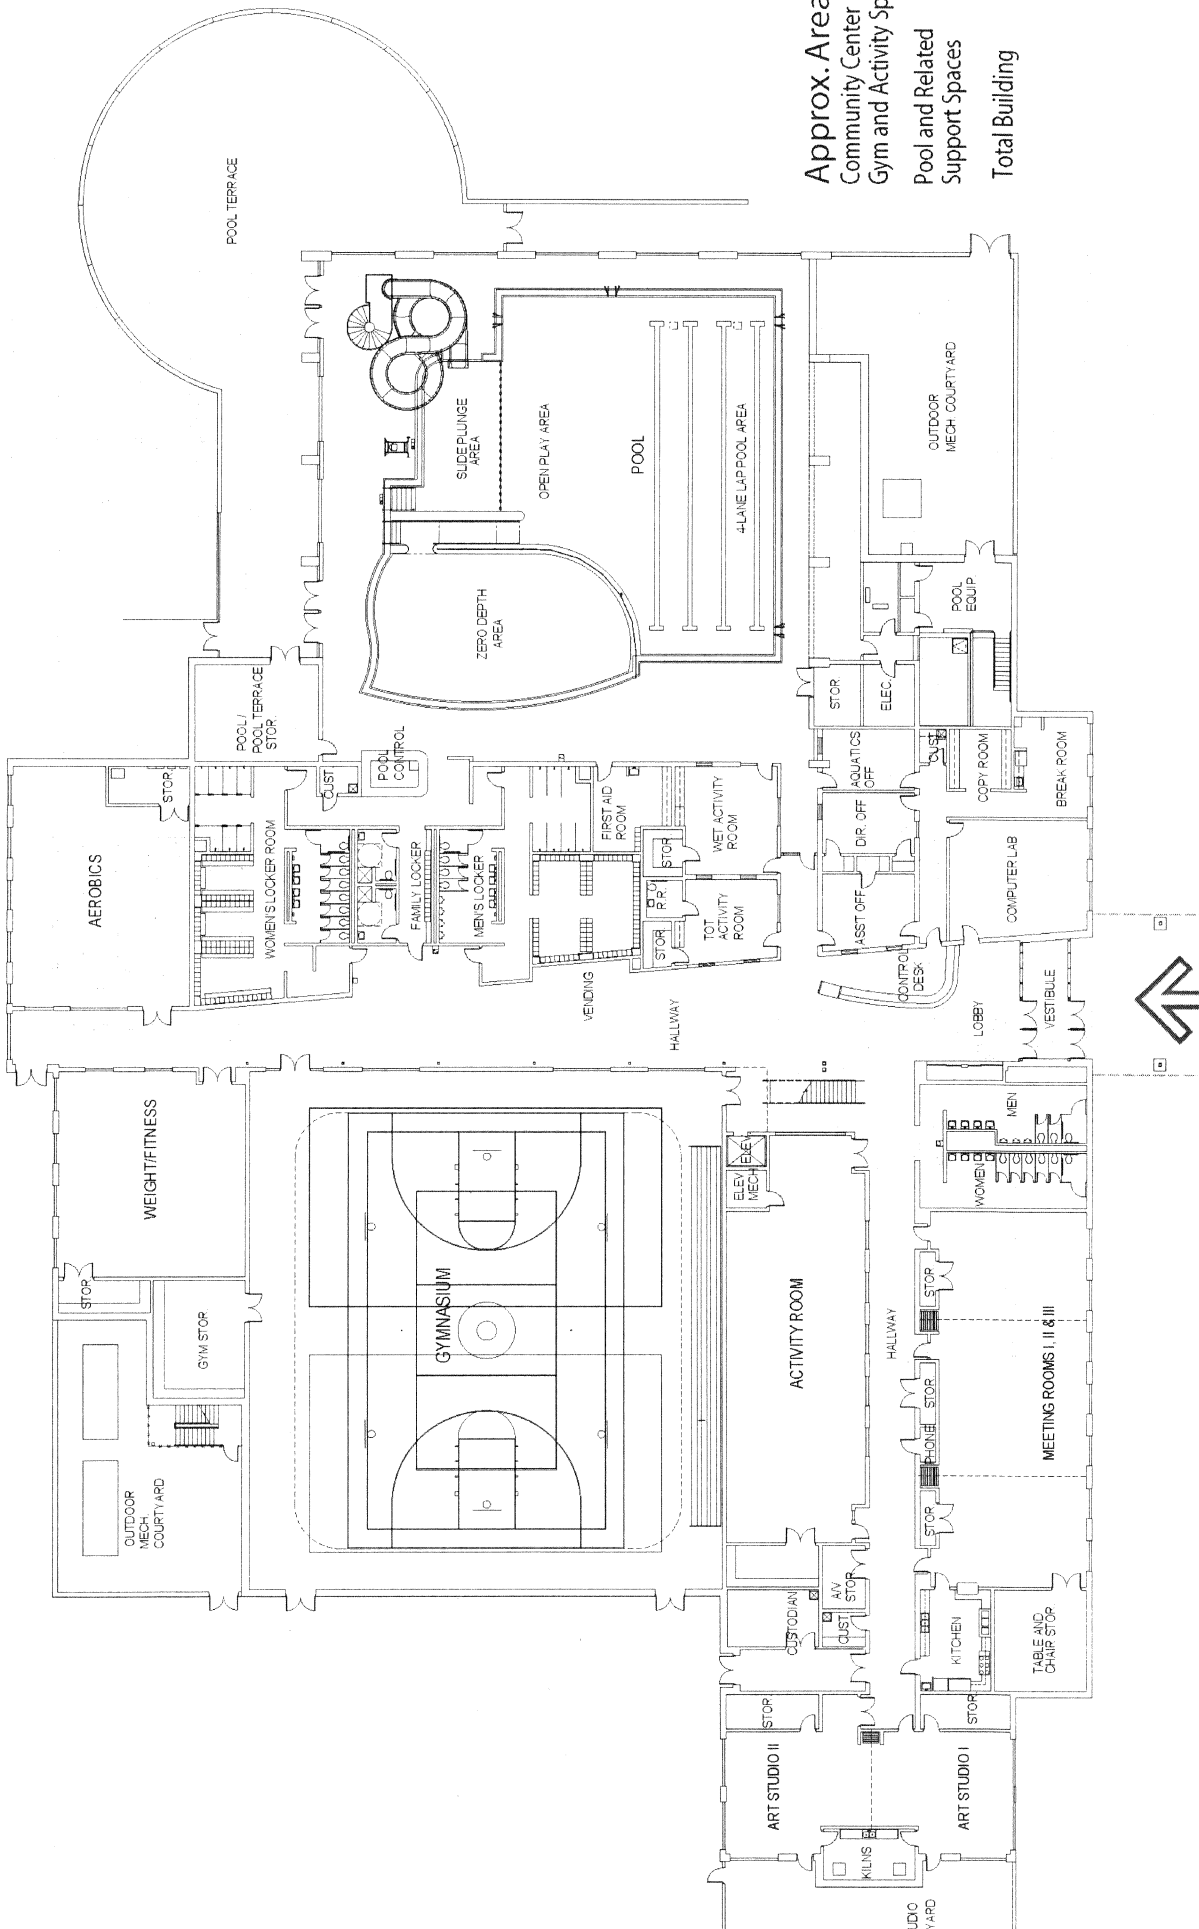 Approx. Area
Community Center
Gym and Activity Sp
Pool and Related
Support Spaces
Total Building
POOL TERRACE
OUTDOOR
MECH. COURTYARD
SLIDE PLUNGE
AREA
OPEN PLAY AREA
POOL
4-LANE LAP POOL AREA
ZERO DEPTH
AREA
POOL
EQUIP.
ELEC.
STOR.
POOL /
POOL TERRACE
STOR.
POOL
CONTROL
CUST
AQUATICS
OFF
CUST
COPY ROOM
BREAK ROOM
AEROBICS
STOR.
WOMEN'S LOCKER ROOM
FAMILY LOCKER
MEN'S LOCKER
FIRST AID
ROOM
STOR
WET ACTIVITY
ROOM
DIR. OFF
COMPUTER LAB
R.R.
STOR.
TOT
ACTIVITY
ROOM
ASST OFF
VENDING
HALLWAY
CONTROL
DESK
LOBBY
VESTIBULE
WEIGHT/FITNESS
STOR
GYM STOR.
OUTDOOR
MECH.
COURTYARD
GYMNASIUM
ELEV
ELEV
MECH
ACTIVITY ROOM
HALLWAY
MEN
WOMEN
STOR
STOR
PHONE
STOR
MEETING ROOMS I, II & III
CUSTODIAN
A/V
STOR
CUST
KITCHEN
TABLE AND
CHAIR STOR.
STOR.
STOR.
ART STUDIO II
ART STUDIO I
KILNS
UDIO
YARD